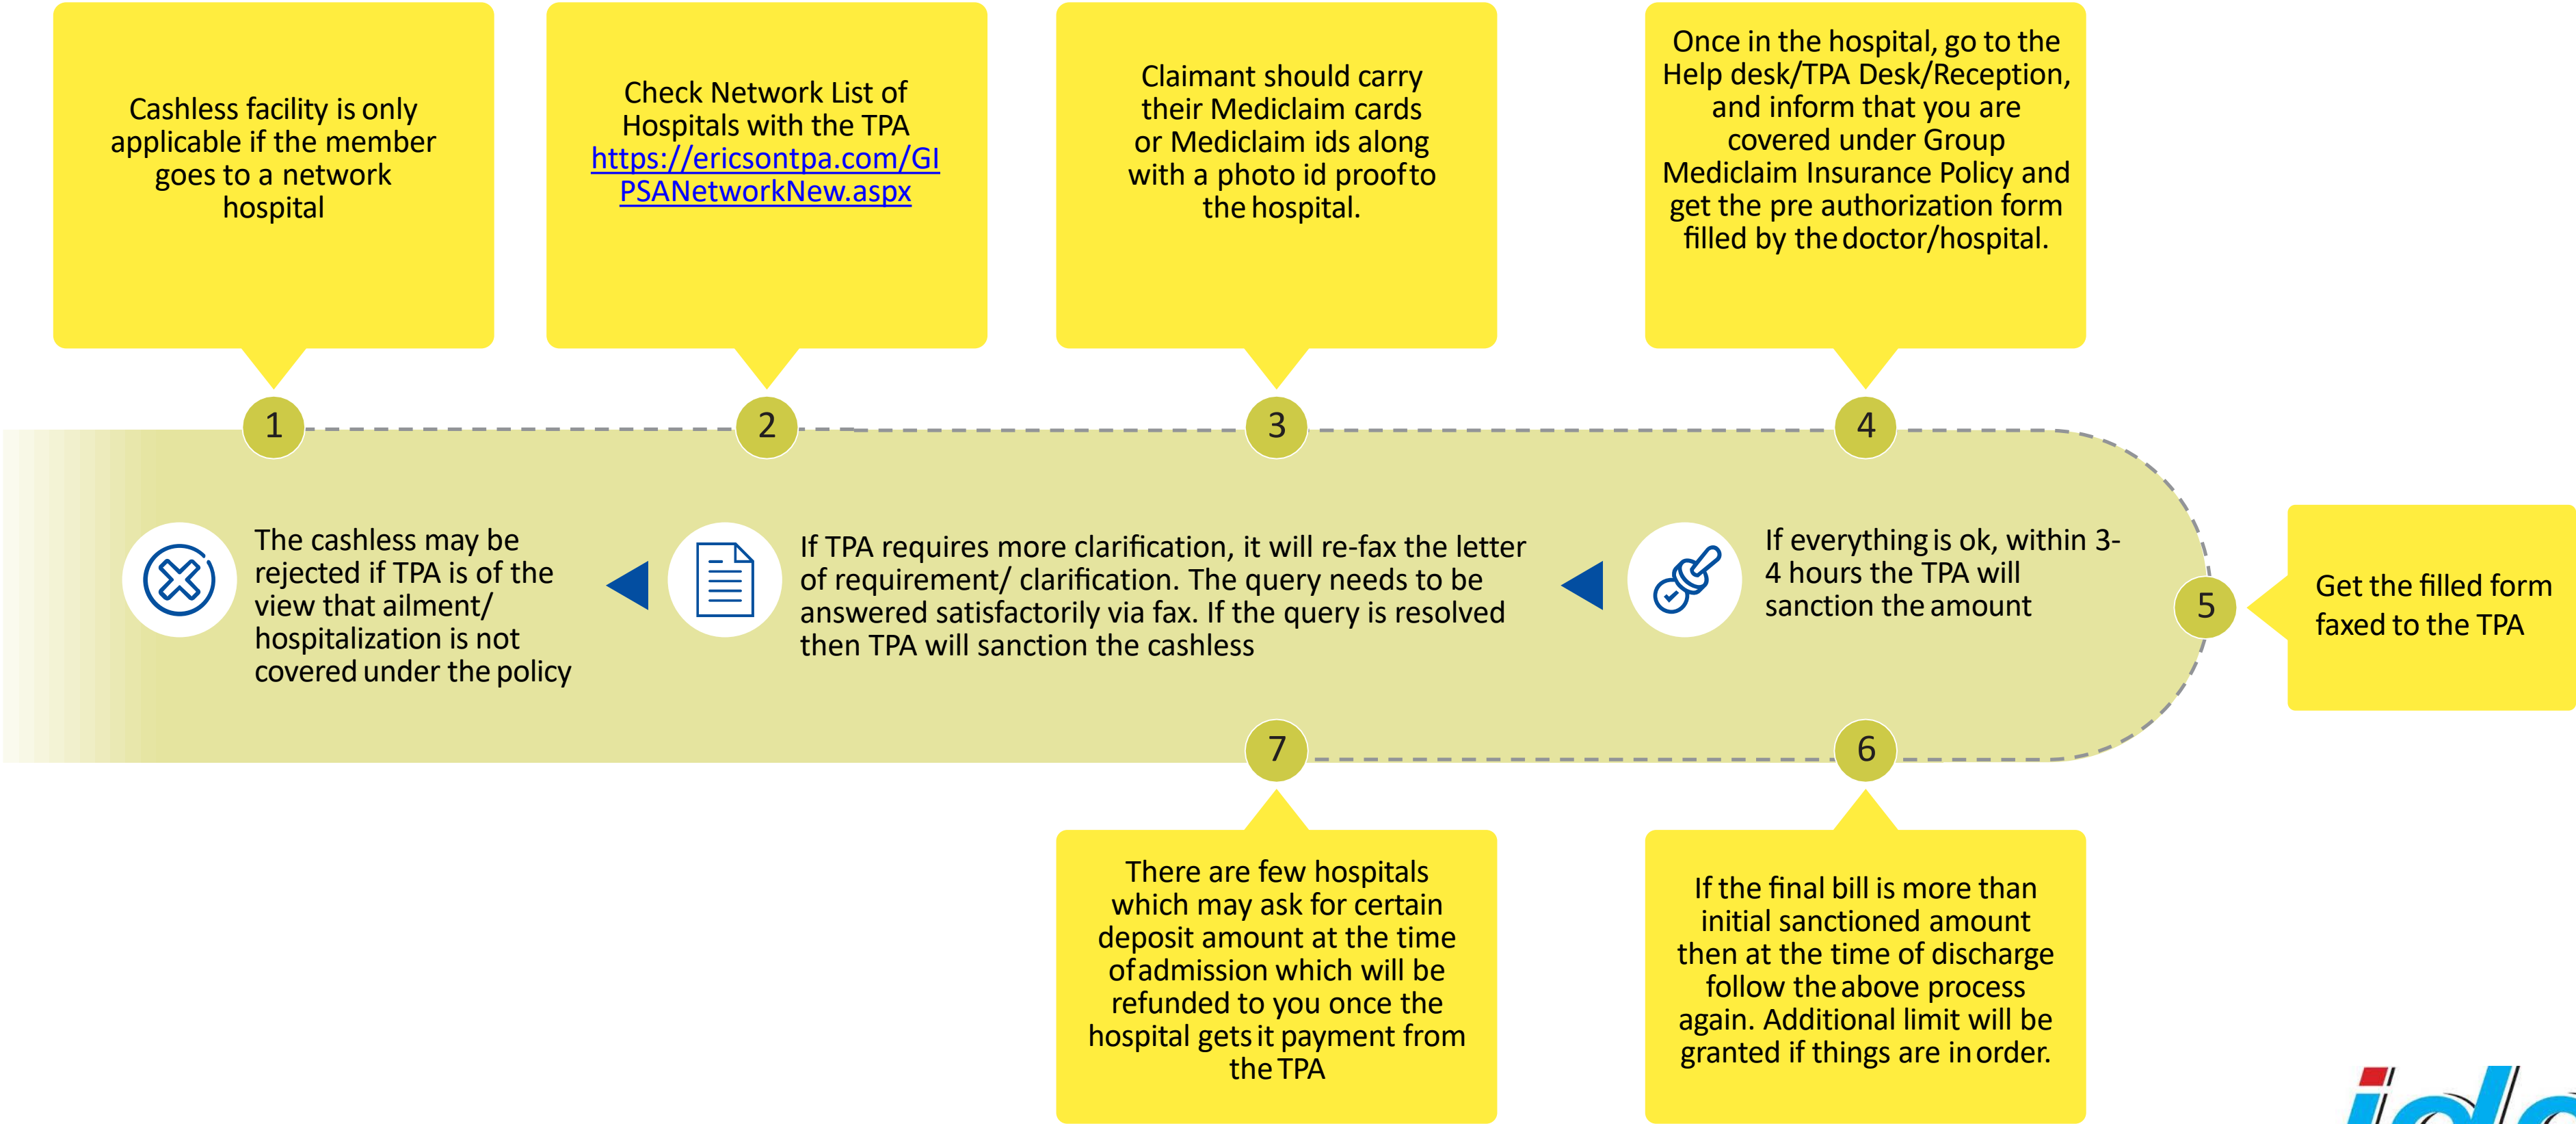 Cashless facility is only
applicable if the member
goes to a network
hospital
Check Network List of
Hospitals with the TPA
https://ericsontpa.com/GI
PSANetworkNew.aspx
Claimant should carry
their Mediclaim cards
or Mediclaim ids along
with a photo id proofto
the hospital.
Once in the hospital, go to the
Help desk/TPA Desk/Reception,
and inform that you are
covered under Group
Mediclaim Insurance Policy and
get the pre authorization form
filled by the doctor/hospital.
1
2
3
4
The cashless may be
rejected if TPA is of the
view that ailment/
hospitalization is not
covered under the policy
If TPA requires more clarification, it will re-fax the letter
of requirement/ clarification. The query needs to be
answered satisfactorily via fax. If the query is resolved
then TPA will sanction the cashless
If everything is ok, within 3-
4 hours the TPA will
sanction the amount
5
Get the filled form
faxed to the TPA
7
6
There are few hospitals
which may ask for certain
deposit amount at the time
ofadmission which will be
refunded to you once the
hospital gets it payment from
the TPA
If the final bill is more than
initial sanctioned amount
then at the time of discharge
follow the above process
again. Additional limit will be
granted if things are in order.